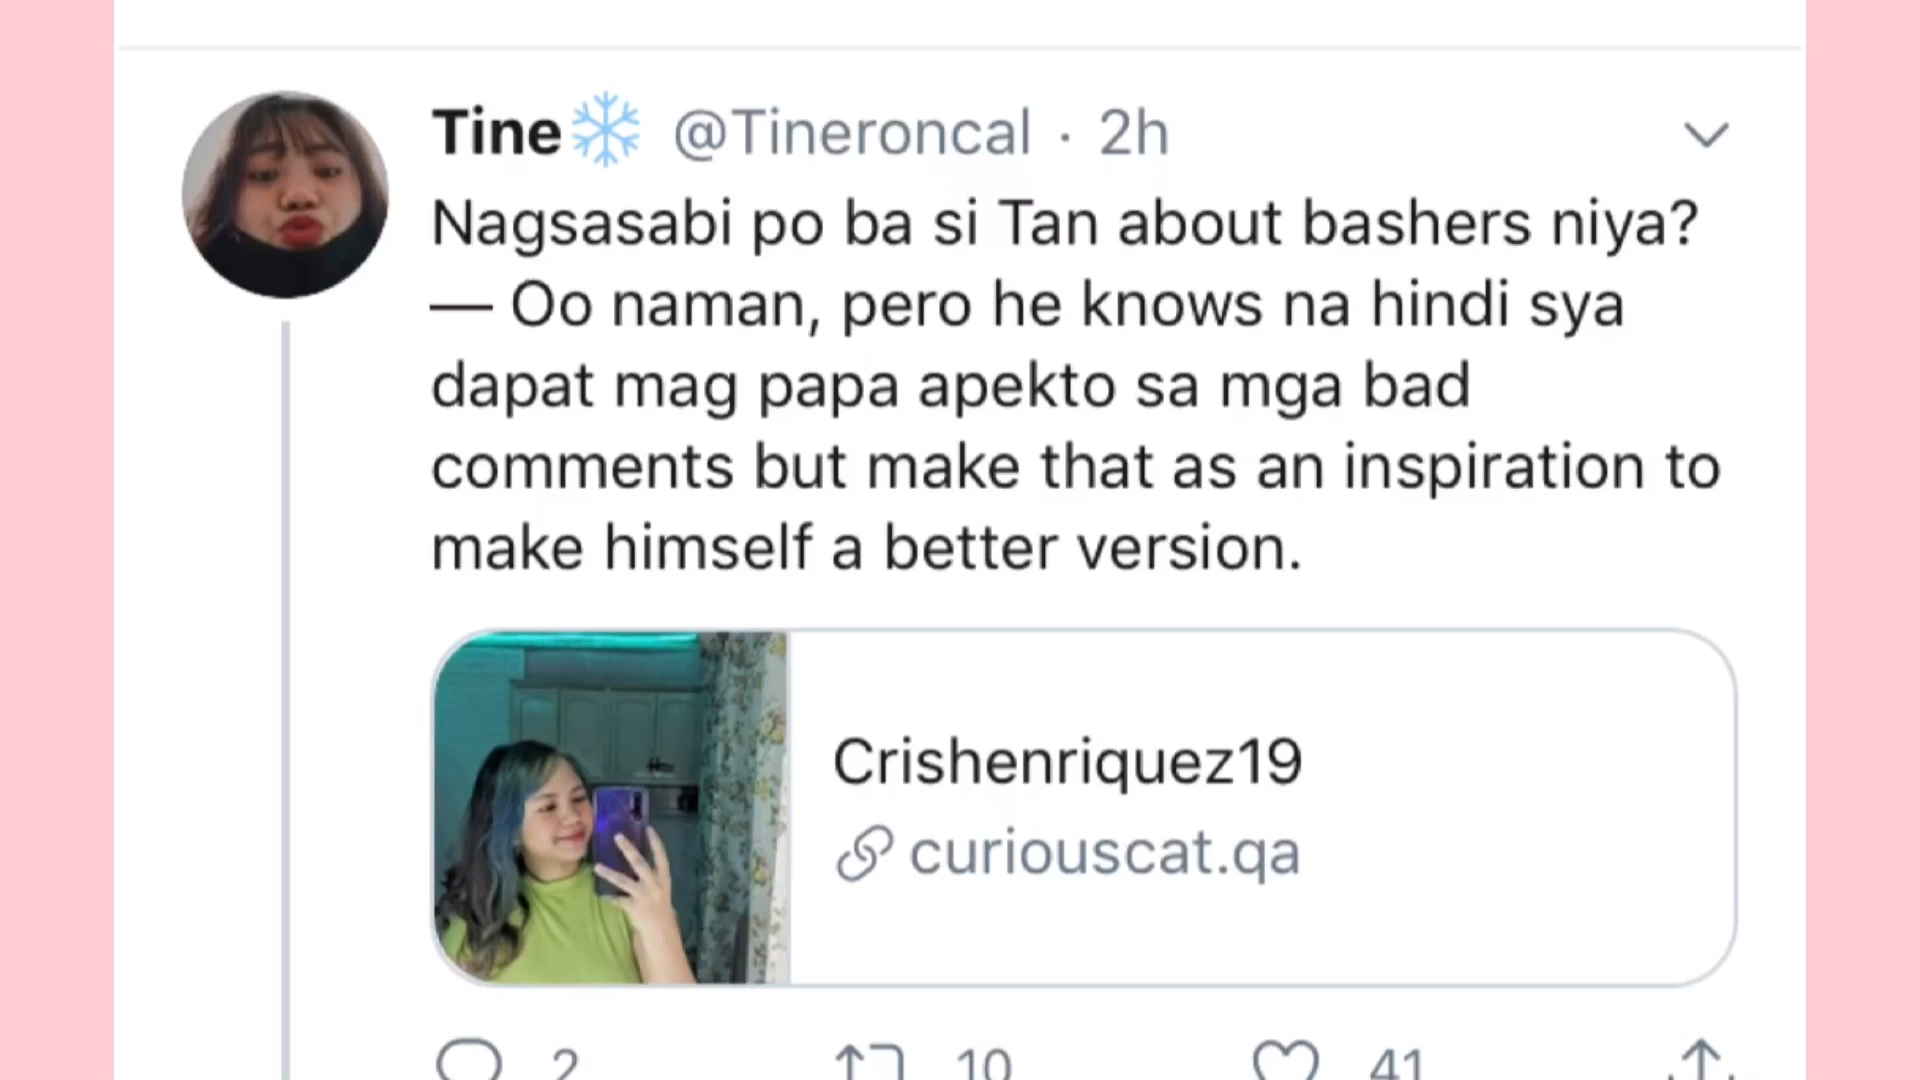 Tine❄️ @Tineroncal · 2h
Nagsasabi po ba si Tan about bashers niya?
— Oo naman, pero he knows na hindi sya
dapat mag papa apekto sa mga bad
comments but make that as an inspiration to
make himself a better version.
Crishenriquez19
curiouscat.qa
2 10 41